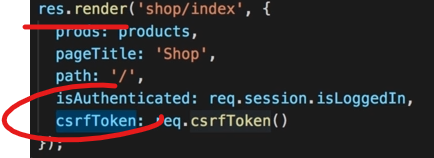 res.render('shop/index', {
prods: products,
pageTitle: 'Shop',
path: '/',
isAuthenticated: req.session.isLoggedIn,
csrfToken: req.csrfToken()
});